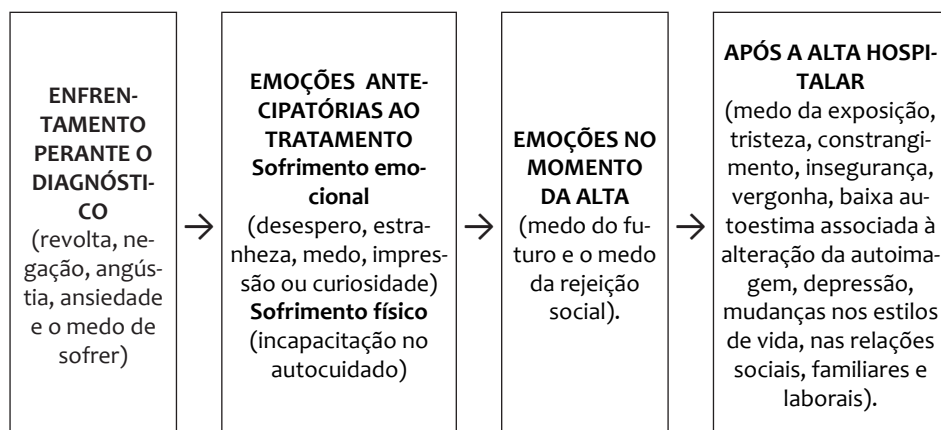 ENFREN-
TAMENTO
PERANTE O
DIAGNÓSTI-
CO
(revolta, ne-
gação, angús-
tia, ansiedade
e o medo de
sofrer)
EMOÇÕES ANTE-
CIPATÓRIAS AO
TRATAMENTO
Sofrimento emo-
cional
(desespero, estra-
nheza, medo, impres-
são ou curiosidade)
Sofrimento físico
(incapacitação no
autocuidado)
EMOÇÕES NO
MOMENTO
DA ALTA
(medo do fu-
turo e o medo
da rejeição
social).
APÓS A ALTA HOSPI-
TALAR
(medo da exposição,
tristeza, constrangi-
mento, insegurança,
vergonha, baixa au-
toestima associada à
alteração da autoima-
gem, depressão,
mudanças nos estilos
de vida, nas relações
sociais, familiares e
laborais).